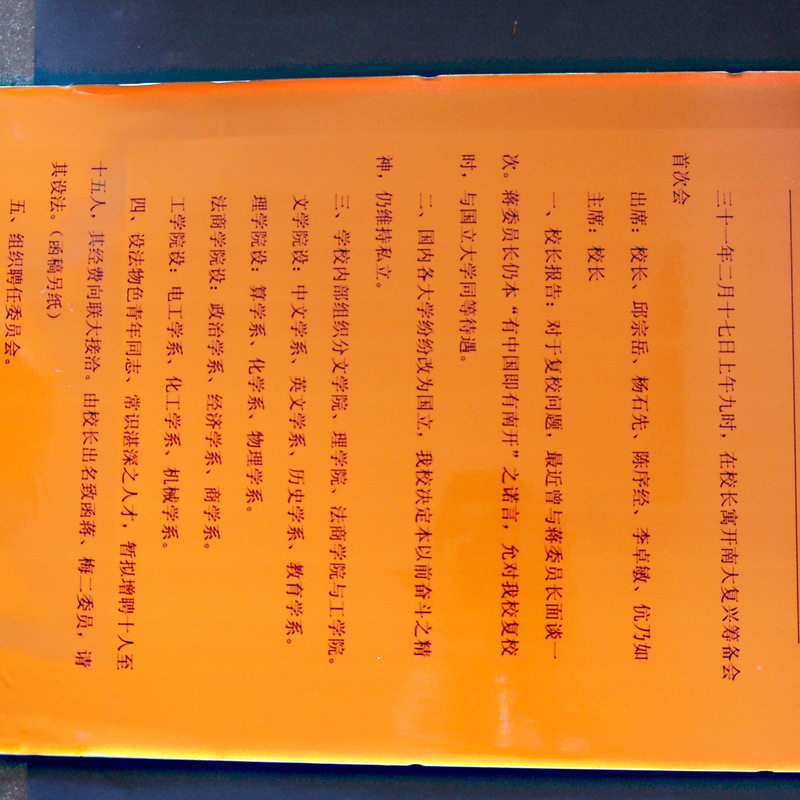 三十一年二月十七日上午九时，在校长寓开南大复兴筹备会
首次会
出席：校长、邱宗岳、杨石先、陈序经、李卓敏、伉乃如
主席：校长
一、校长报告：对于复校问题，最近曾与蒋委员长面谈一
次。蒋委员长仍本“有中国即有南开”之诺言，允对我校复校
时，与国立大学同等待遇。
二、国内各大学纷纷改为国立，我校决定本以前奋斗之精
神，仍维持私立。
三、学校内部组织分文学院、理学院、法商学院与工学院。
文学院设：中文学系、英文学系、历史学系、教育学系。
理学院设：算学系、化学系、物理学系。
法商学院设：政治学系、经济学系、商学系。
工学院设：电工学系、化工学系、机械学系。
四、设法物色青年同志、常识湛深之人才，暂拟增聘十人至
十五人，其经费向联大接洽。由校长出名致函蒋、梅二委员，请
其设法。（函稿另纸）
五、组织聘任委员会。